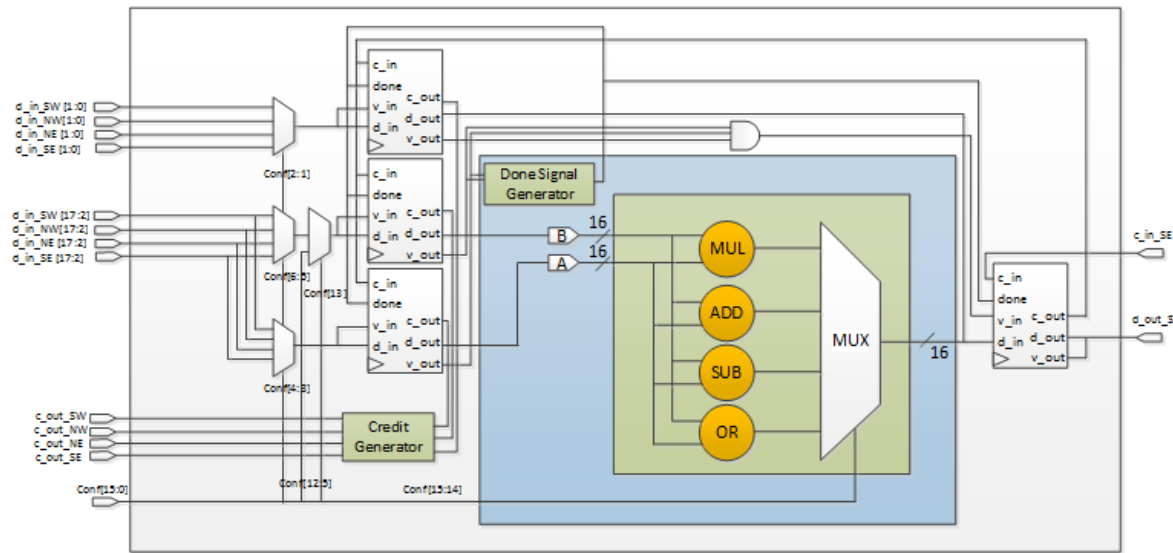 d_in_SW [1:0]
d_in_NW[1:0]
d_in_NE [1:0]
d_in_SE [1:0]
Conf[2:1]
d_in_SW [17:2]
d_in_NW[17:2]
d_in_NE [17:2]
d_in_SE [17:2]
Conf[6:5]
Conf[13]
Conf[4:3]
c_out_SW
c_out_NW
c_out_NE
c_out_SE
Credit
Generator
Conf[15:0]
Conf[12:9]
Conf[15:14]
c_in
done
v_in
d_in
c_out
d_out
v_out
c_in
done
v_in
d_in
c_out
d_out
v_out
c_in
done
v_in
d_in
c_out
d_out
v_out
Done Signal
Generator
B
16
A
16
MUL
ADD
SUB
OR
MUX
16
c_in
done
v_in
d_in
c_out
d_out
v_out
c_in_SE
d_out_S